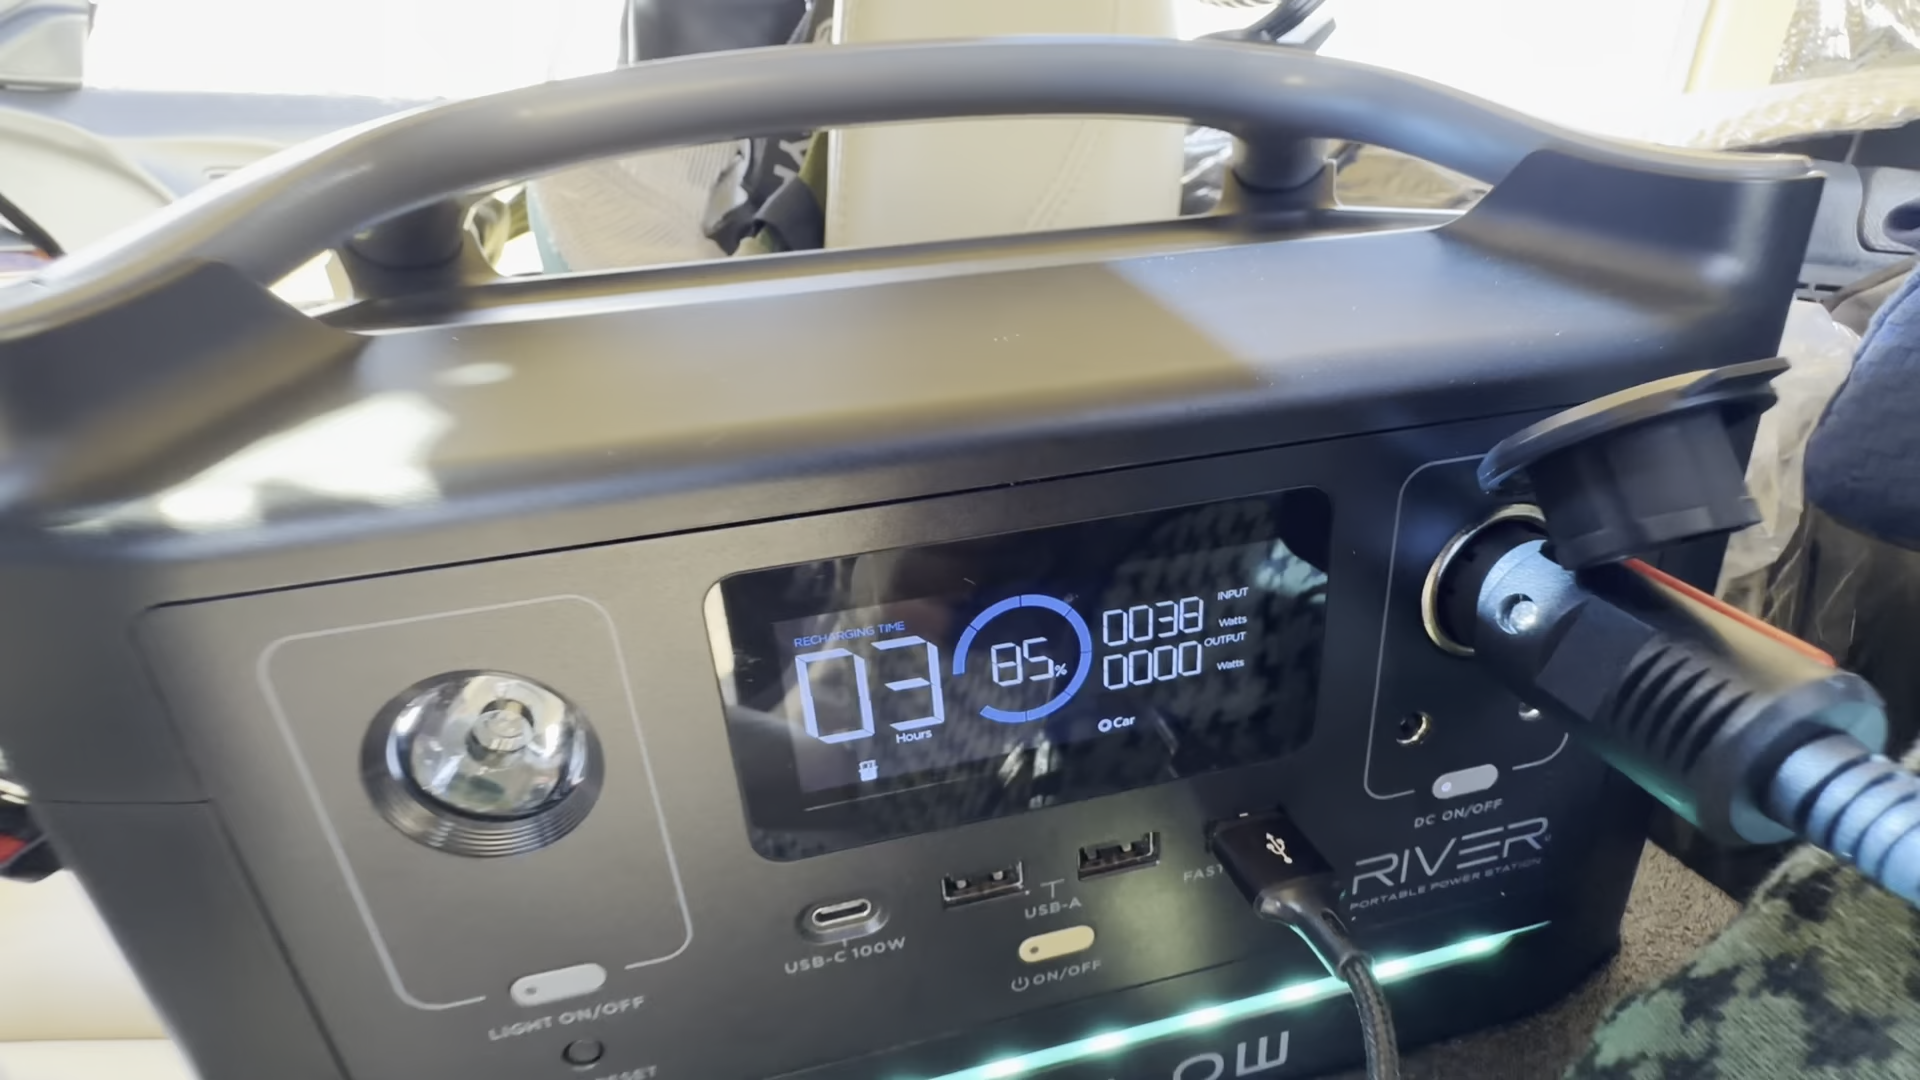 RECHARGING TIME
03
Hours
85%
0038
INPUT
Watts
0000
OUTPUT
Watts
Car
DC ON/OFF
RIVER
PORTABLE POWER STATION
FAST
USB-A
USB-C 100W
ON/OFF
LIGHT ON/OFF